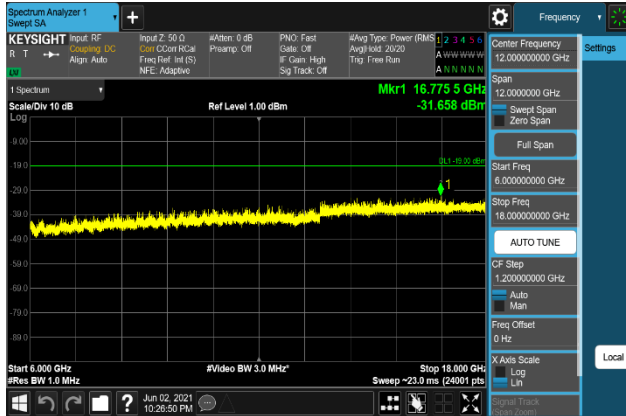 Spectrum Analyzer 1
Swept SA
+
Frequency
KEYSIGHT
R T
Input: RF
Coupling: DC
Align: Auto
Input Z: 50 Ω
Corr CCorr RCal
Freq Ref: Int (S)
NFE: Adaptive
#Atten: 0 dB
Preamp: Off
PNO: Fast
Gate: Off
IF Gain: High
Sig Track: Off
#Avg Type: Power (RMS
Avg|Hold: 20/20
Trig: Free Run
1 2 3 4 5 6
A W W W W W
A N N N N N
1 Spectrum
Scale/Div 10 dB
Log
Ref Level 1.00 dBm
Mkr1 16.775 5 GHz
-31.658 dBm
-9.00
-19.0
-29.0
-39.0
-49.0
-59.0
-69.0
-79.0
-89.0
DL1 -19.00 dBm
1
Start 6.000 GHz
#Res BW 1.0 MHz
#Video BW 3.0 MHz*
Stop 18.000 GHz
Sweep ~23.0 ms (24001 pts
Jun 02, 2021
10:26:50 PM
Center Frequency
12.000000000 GHz
Settings
Span
12.0000000 GHz
Swept Span
Zero Span
Full Span
Start Freq
6.000000000 GHz
Stop Freq
18.000000000 GHz
AUTO TUNE
CF Step
1.200000000 GHz
Auto
Man
Freq Offset
0 Hz
X Axis Scale
Log
Lin
Local
Signal Track
(Span Zoom)